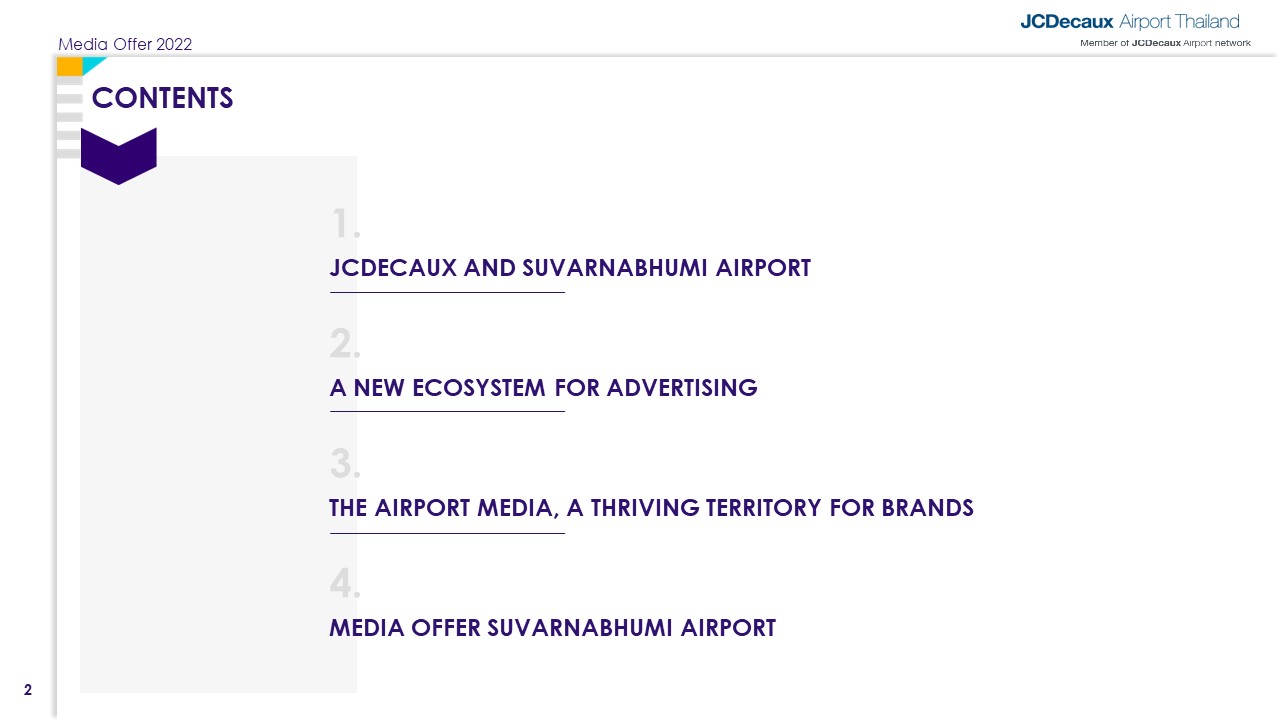 JCDecaux Airport Thailand
Member of JCDecaux Airport network
Media Offer 2022
CONTENTS
1.
JCDECAUX AND SUVARNABHUMI AIRPORT
2.
A NEW ECOSYSTEM FOR ADVERTISING
3.
THE AIRPORT MEDIA, A THRIVING TERRITORY FOR BRANDS
4.
MEDIA OFFER SUVARNABHUMI AIRPORT
2